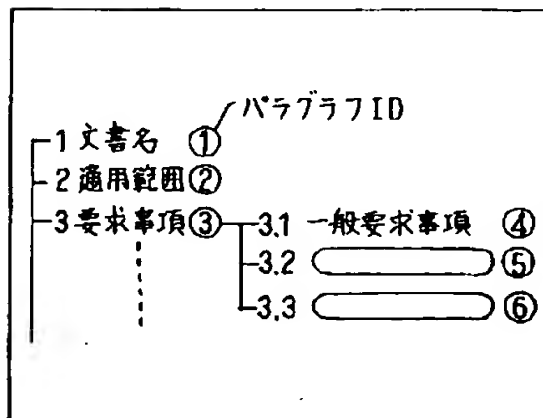 パラグラフID
1 文書名 ①
2 適用範囲 ②
3 要求事項 ③ 3.1 一般要求事項 ④
3.2 ⑤
3.3 ⑥